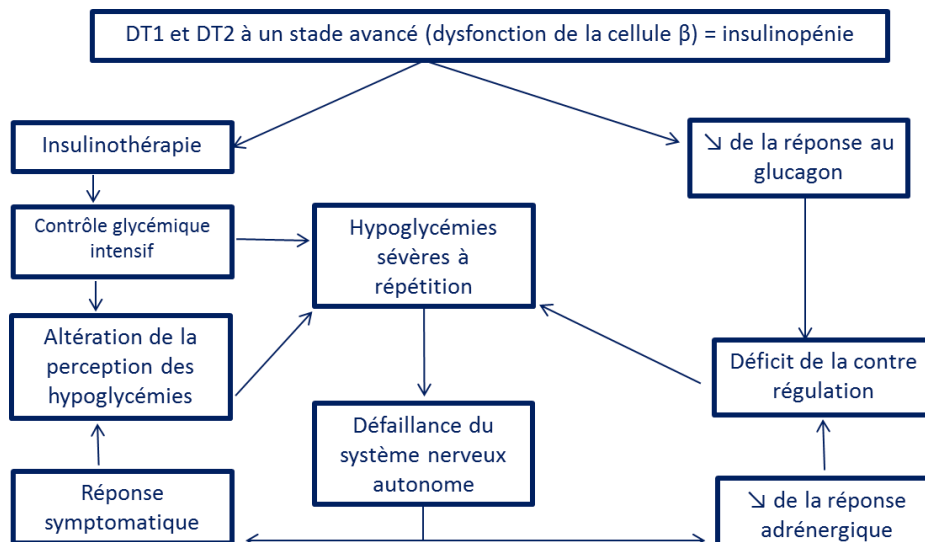 DT1 et DT2 à un stade avancé (dysfonction de la cellule β) = insulinopénie
Insulinothérapie
↘ de la réponse au
glucagon
Contrôle glycémique
intensif
Hypoglycémies
sévères à
répétition
Altération de la
perception des
hypoglycémies
Déficit de la contre
régulation
Défaillance du
système nerveux
autonome
Réponse
symptomatique
↘ de la réponse
adrénergique